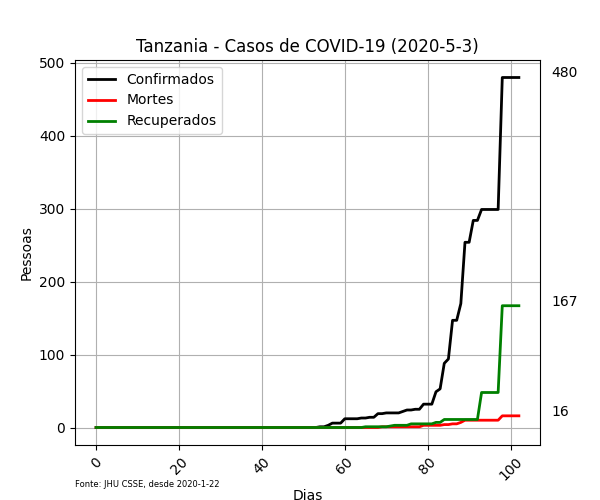 Tanzania - Casos de COVID-19 (2020-5-3)
Confirmados
Mortes
Recuperados
Pessoas
500
400
300
200
100
0
480
167
16
0
20
40
60
80
100
Dias
Fonte: JHU CSSE, desde 2020-1-22